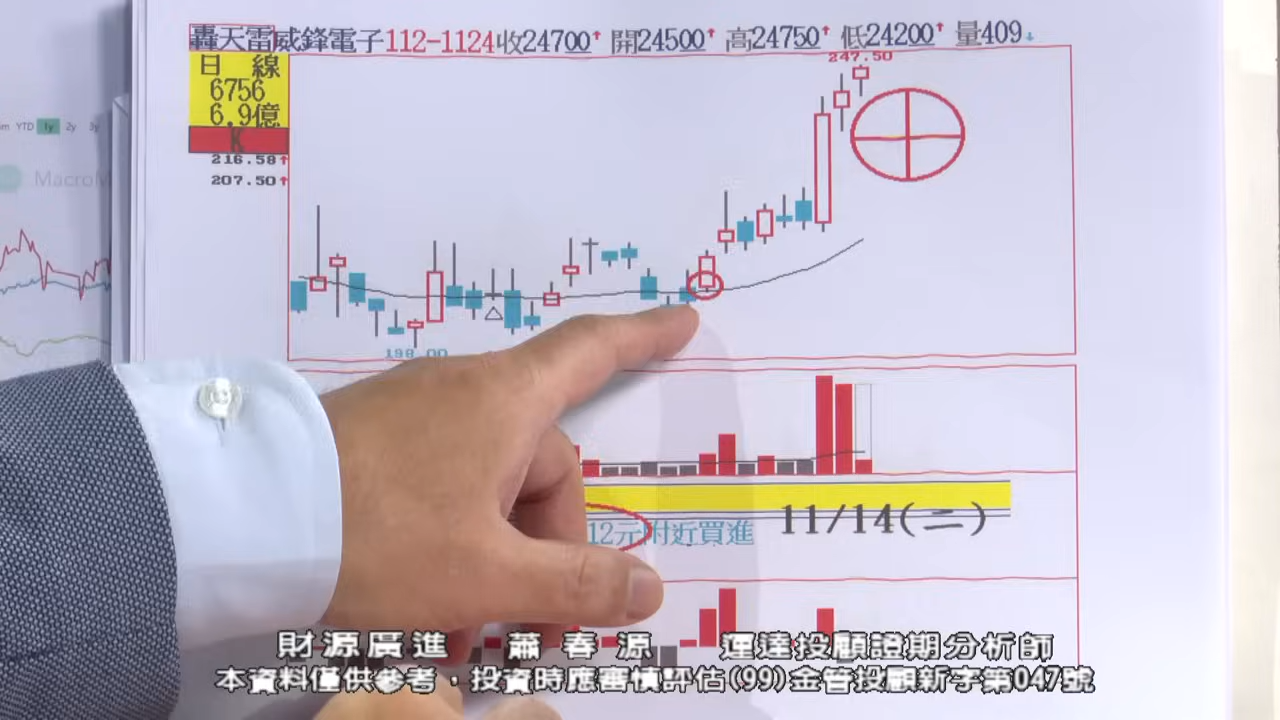 轟天雷威鋒電子112-1124收24700↑ 開24500↑ 高24750↑ 低24200↑ 量409↓
日 線
6756
6.9億
K
216.58↑
207.50↑
247.50
198.00
YTD 1y 2y 3y
MacroM
11/14(二)
12元附近買進
財源廣進 蕭春源 運達投顧證期分析師
本資料僅供參考，投資時應審慎評估(99)金管投顧新字第047號